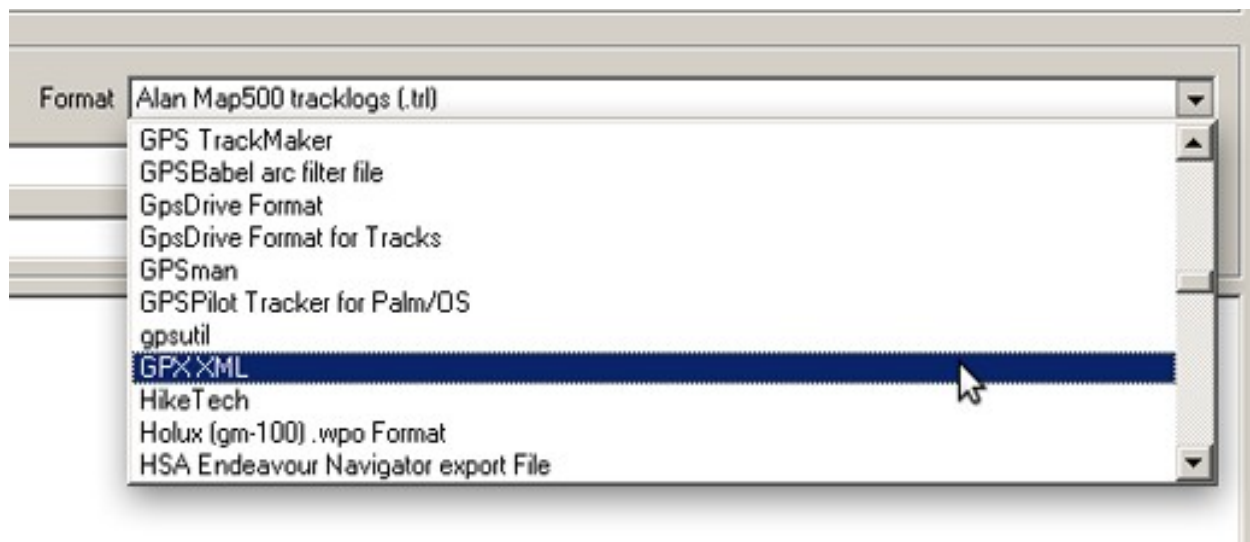 Format Alan Map500 tracklogs (.trl)
GPS TrackMaker
GPSBabel arc filter file
GpsDrive Format
GpsDrive Format for Tracks
GPSman
GPSPilot Tracker for Palm/OS
gpsutil
GPX XML
HikeTech
Holux (gm-100) .wpo Format
HSA Endeavour Navigator export File